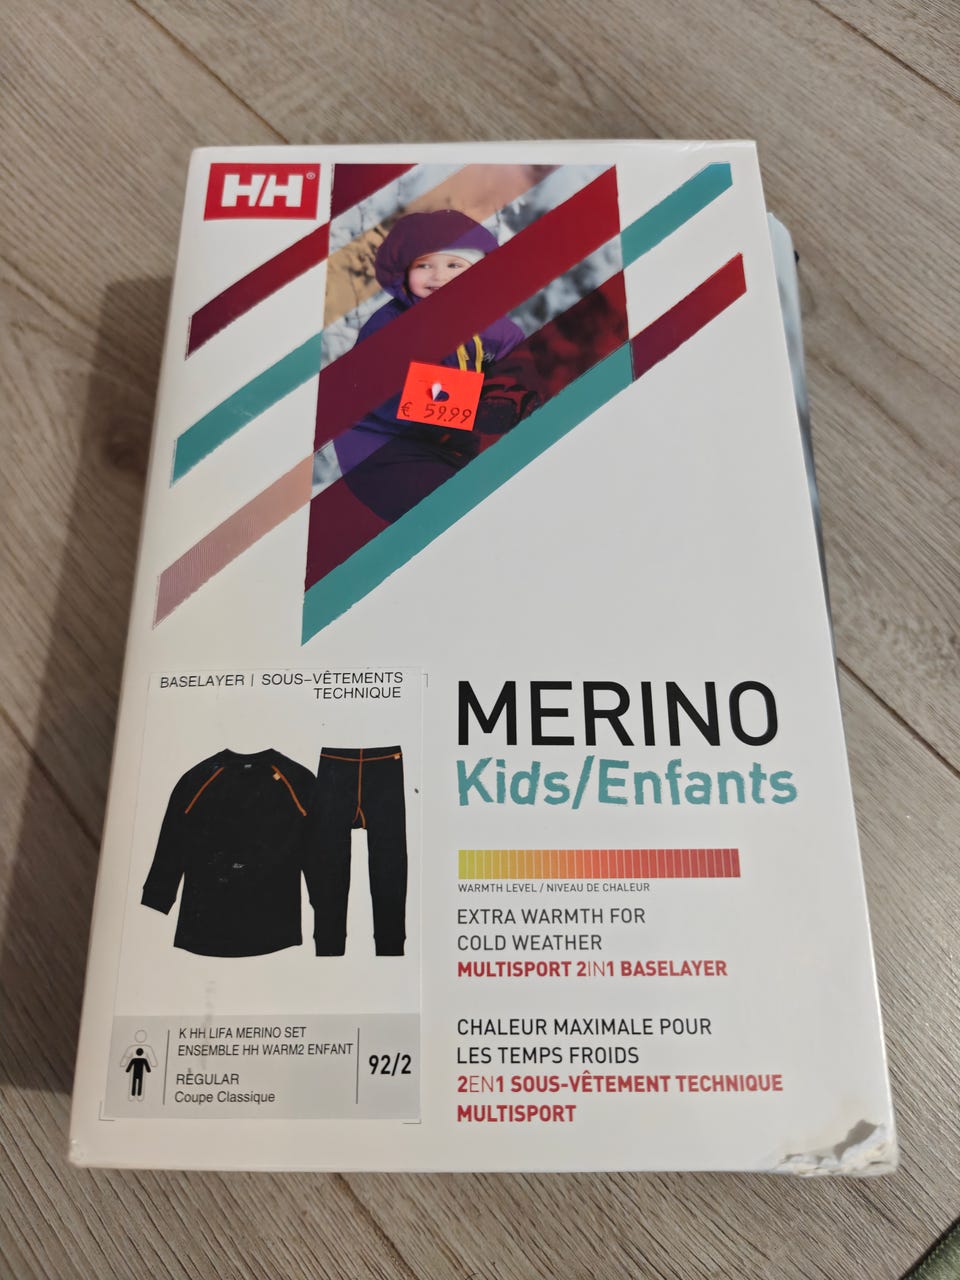 HH®
€ 59.99
BASELAYER | SOUS-VÊTEMENTS
TECHNIQUE
MERINO
Kids/Enfants
WARMTH LEVEL / NIVEAU DE CHALEUR
EXTRA WARMTH FOR
COLD WEATHER
MULTISPORT 2IN1 BASELAYER
CHALEUR MAXIMALE POUR
LES TEMPS FROIDS
2EN1 SOUS-VÊTEMENT TECHNIQUE
MULTISPORT
K HH LIFA MERINO SET
ENSEMBLE HH WARM2 ENFANT
REGULAR
Coupe Classique
92/2